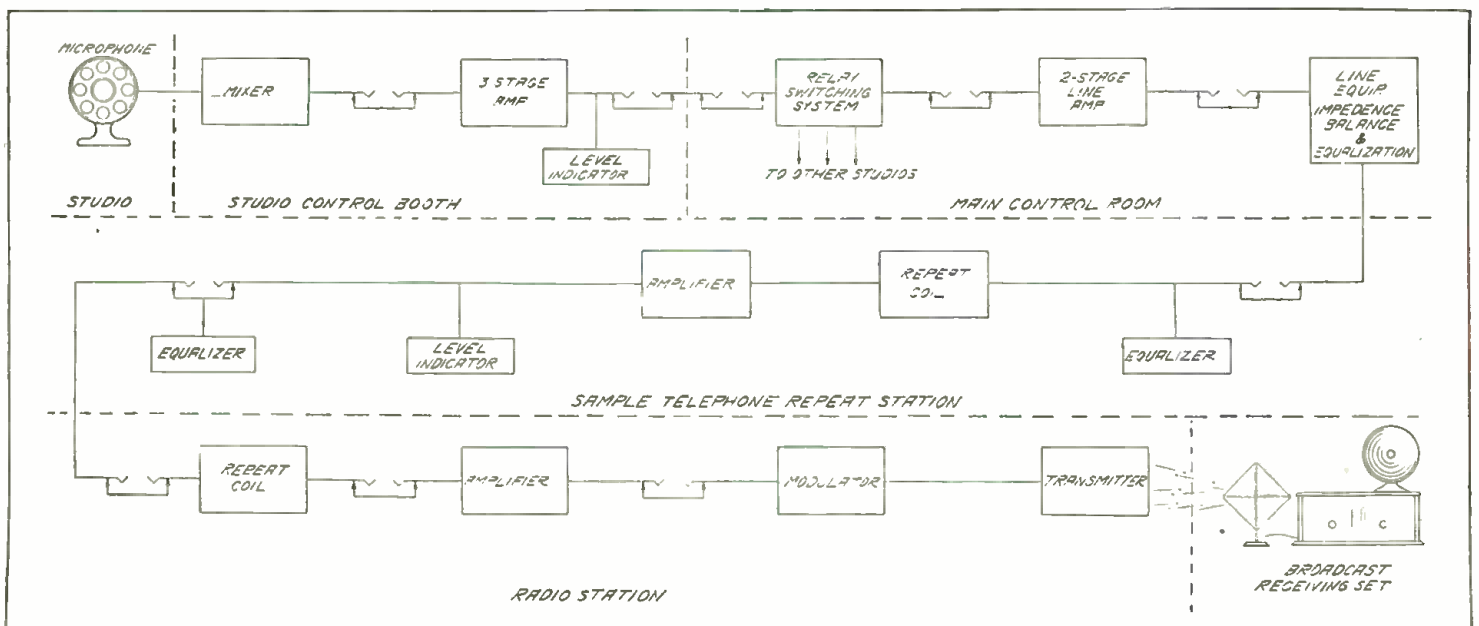 MICROPHONE
MIXER
3 STAGE
AMP
LEVEL
INDICATOR
RELAY
SWITCHING
SYSTEM
TO OTHER STUDIOS
2-STAGE
LINE
AMP
LINE
EQUIP.
IMPEDENCE
BALANCE
&
EQUALIZATION
STUDIO
STUDIO CONTROL BOOTH
MAIN CONTROL ROOM
EQUALIZER
LEVEL
INDICATOR
AMPLIFIER
REPEAT
COIL
EQUALIZER
SAMPLE TELEPHONE REPEAT STATION
REPEAT
COIL
AMPLIFIER
MODULATOR
TRANSMITTER
RADIO STATION
BROADCAST
RECEIVING SET